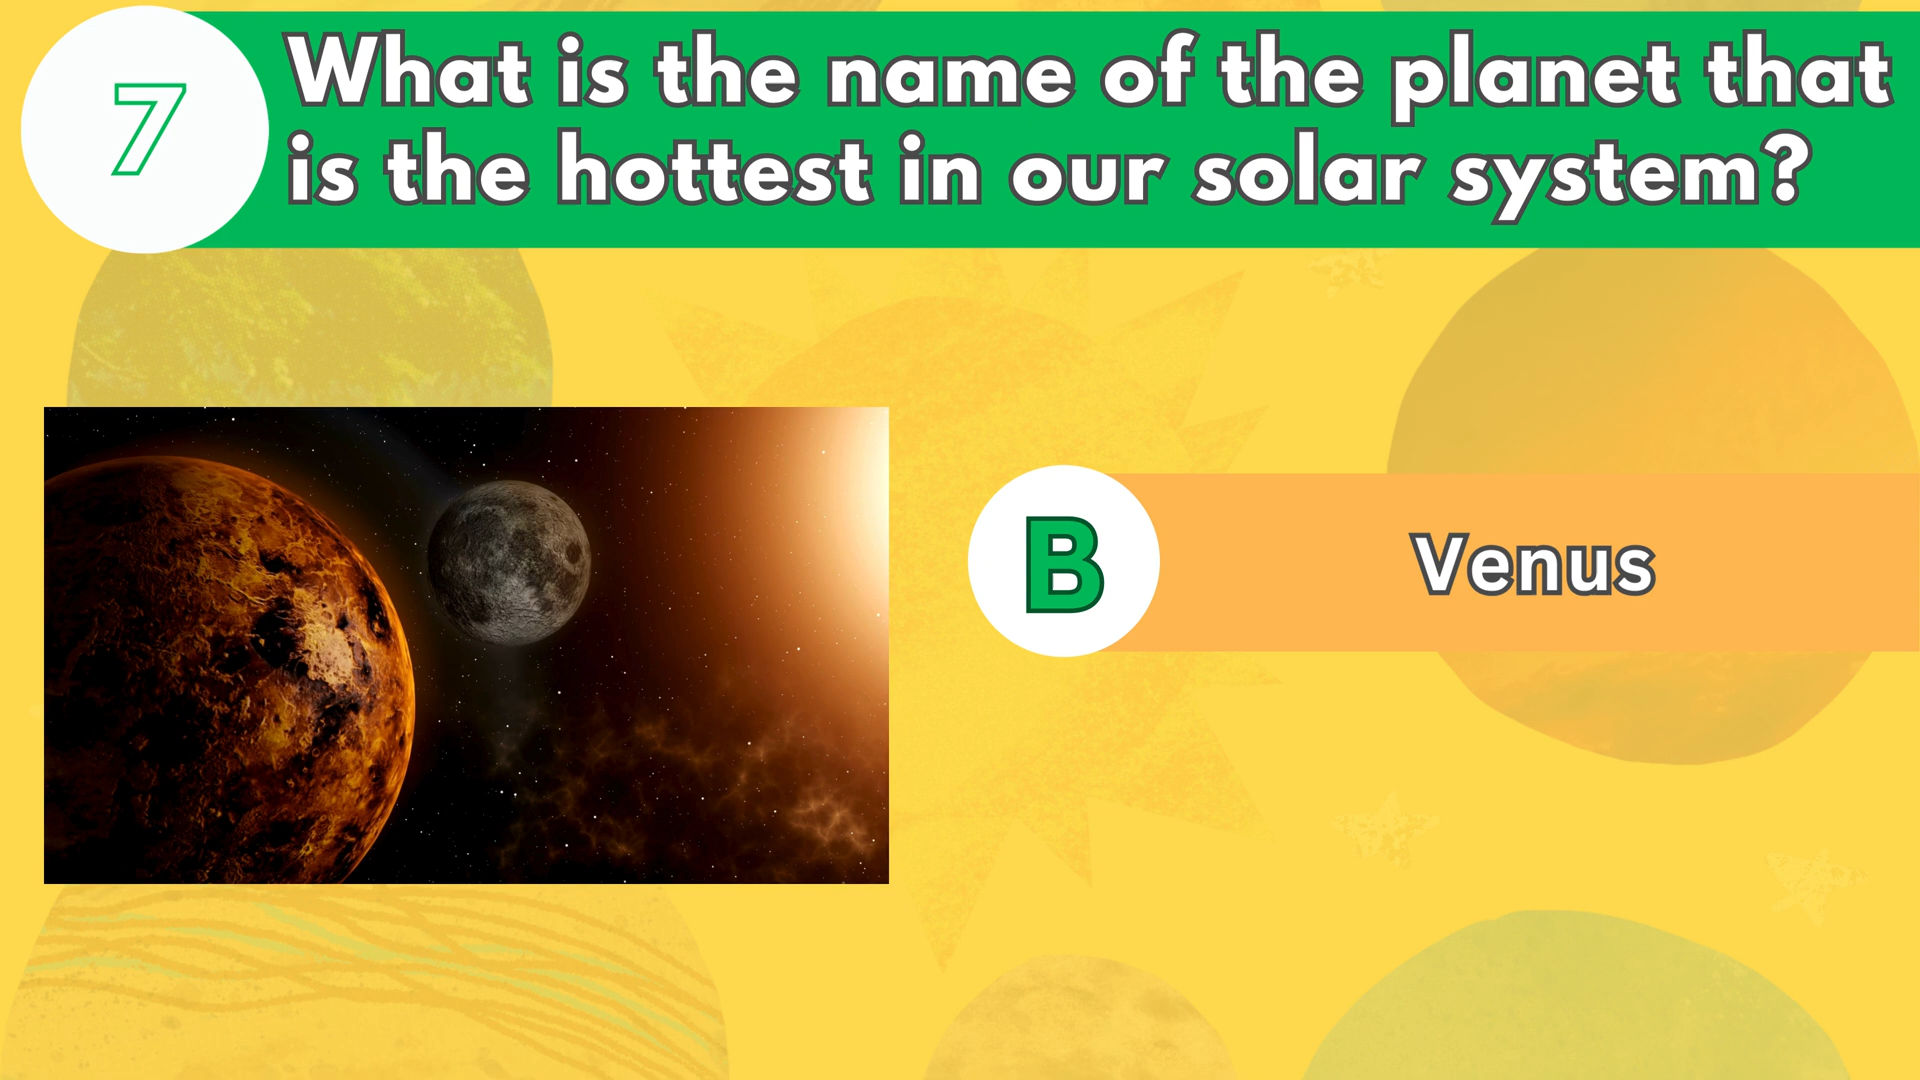 7
What is the name of the planet that
is the hottest in our solar system?
B
Venus